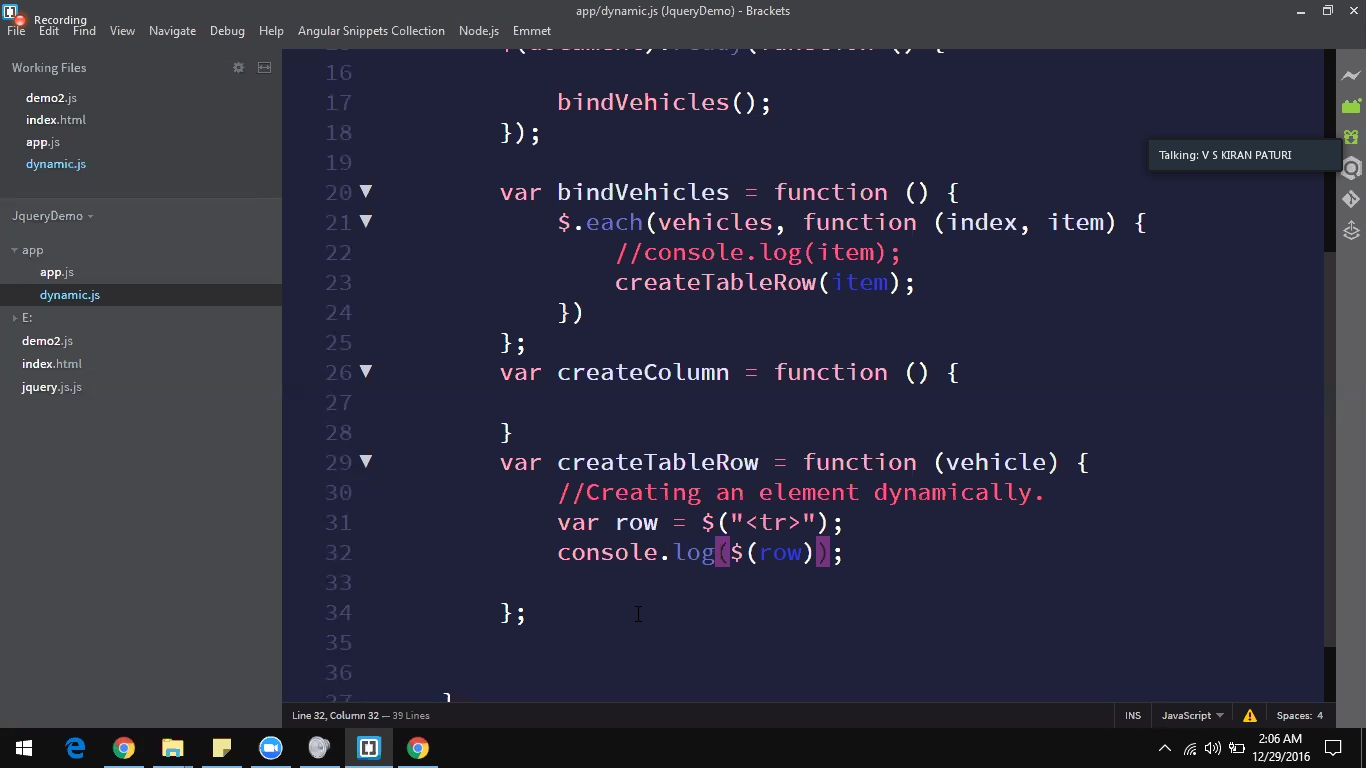 app/dynamic.js (JqueryDemo) - Brackets
Recording
File Edit Find View Navigate Debug Help Angular Snippets Collection Node.js Emmet
Working Files
demo2.js
index.html
app.js
dynamic.js
JqueryDemo
app
app.js
dynamic.js
E:
demo2.js
index.html
jquery.js.js
16
17 bindVehicles();
18 });
19
20 var bindVehicles = function () {
21 $.each(vehicles, function (index, item) {
22 //console.log(item);
23 createTableRow(item);
24 })
25 };
26 var createColumn = function () {
27
28 }
29 var createTableRow = function (vehicle) {
30 //Creating an element dynamically.
31 var row = $("<tr>");
32 console.log($(row));
33
34 };
35
36
37 }
Talking: V S KIRAN PATURI
Line 32, Column 32 — 39 Lines
INS JavaScript Spaces: 4
2:06 AM
12/29/2016